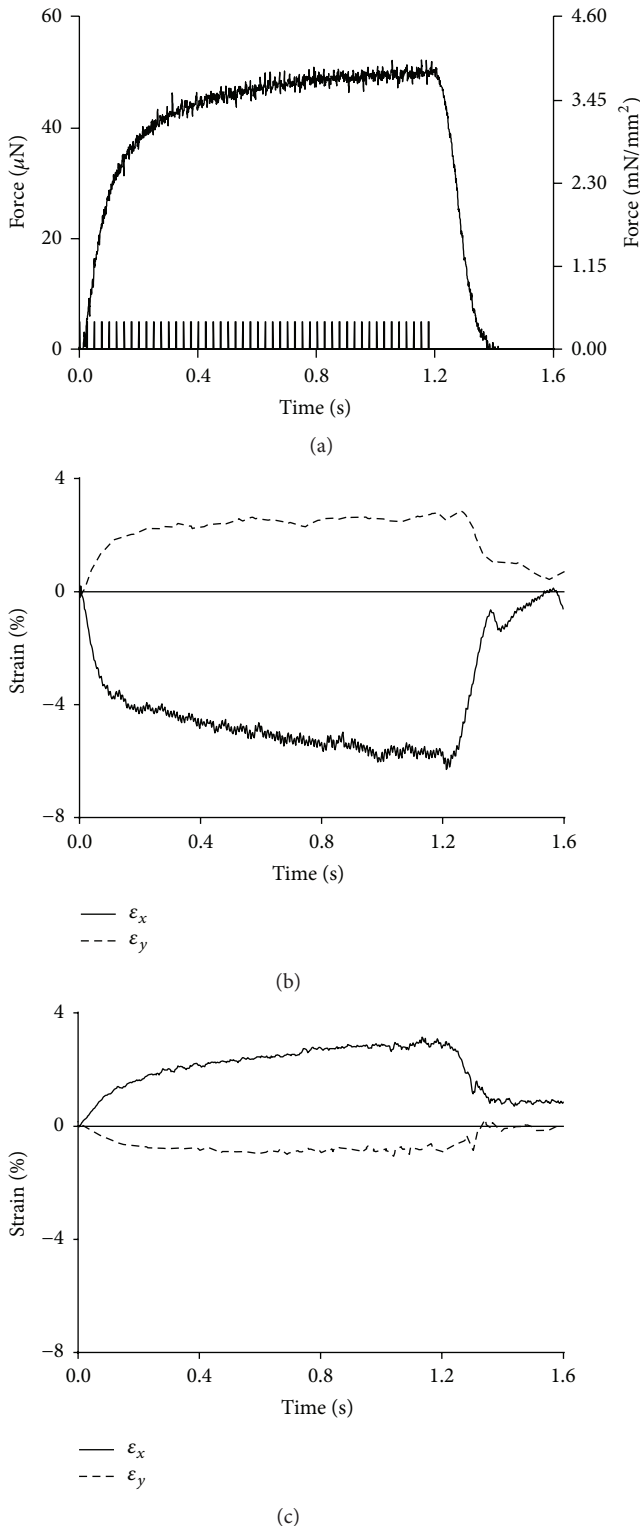 60
40
20
0
Force (μN)
4.60
3.45
2.30
1.15
0.00
Force (mN/mm²)
0.0
0.4
0.8
1.2
1.6
Time (s)
(a)
4
0
−4
−8
Strain (%)
0.0
0.4
0.8
1.2
1.6
Time (s)
εx
εy
(b)
4
0
−4
−8
Strain (%)
0.0
0.4
0.8
1.2
1.6
Time (s)
εx
εy
(c)